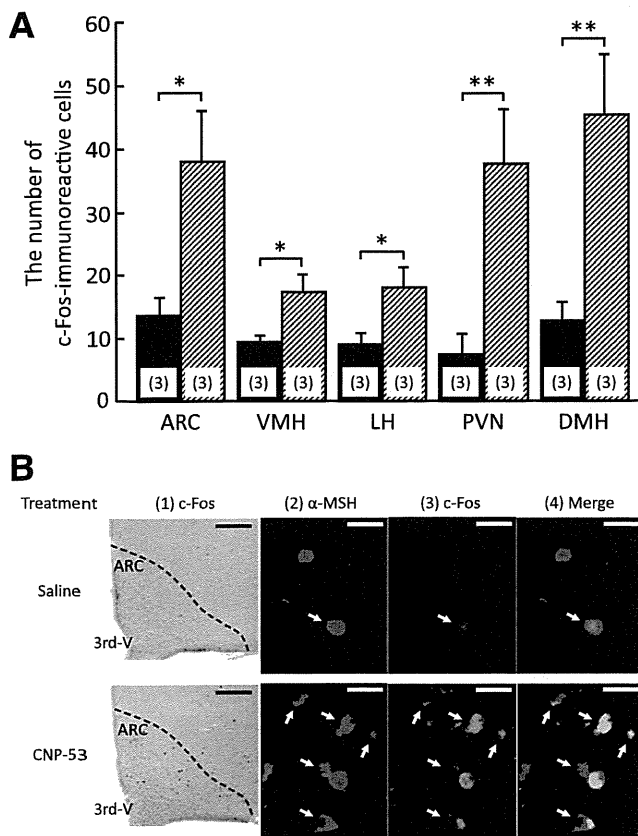 A
The number of
c-Fos-immunoreactive cells
60
50
40
30
20
10
0
* * * ** **
(3) (3) (3) (3) (3) (3) (3) (3) (3) (3)
ARC VMH LH PVN DMH
B
Treatment (1) c-Fos (2) α-MSH (3) c-Fos (4) Merge
ARC
Saline
3rd-V
ARC
CNP-53
3rd-V